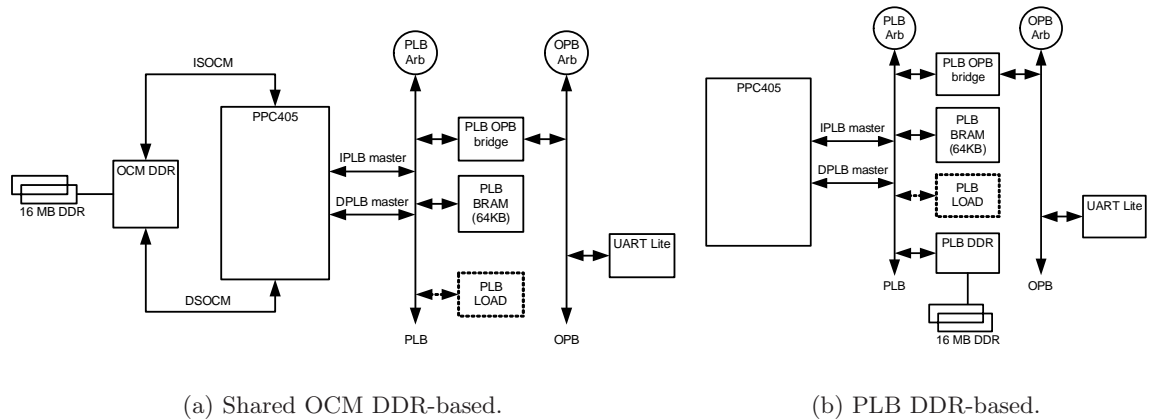 PLB
Arb
OPB
Arb
ISOCM
PPC405
PLB OPB
bridge
IPLB master
OCM DDR
DPLB master
PLB
BRAM
(64KB)
16 MB DDR
UART Lite
PLB
LOAD
DSOCM
PLB
OPB
(a) Shared OCM DDR-based.
PLB
Arb
OPB
Arb
PLB OPB
bridge
PPC405
IPLB master
PLB
BRAM
(64KB)
DPLB master
PLB
LOAD
UART Lite
PLB DDR
PLB
OPB
16 MB DDR
(b) PLB DDR-based.